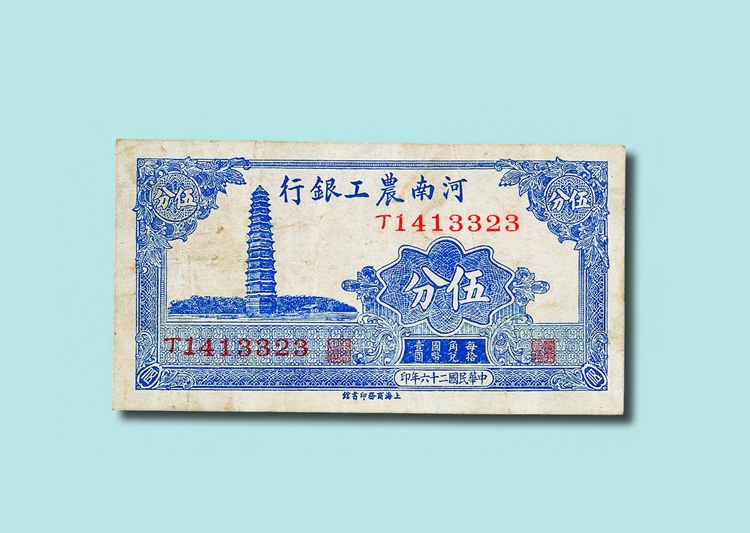 河南農工銀行
伍分
伍分
T1413323
伍分
T1413323
每拾
角兌
國幣
壹圓
中華民國二十六年印
上海商務印書館